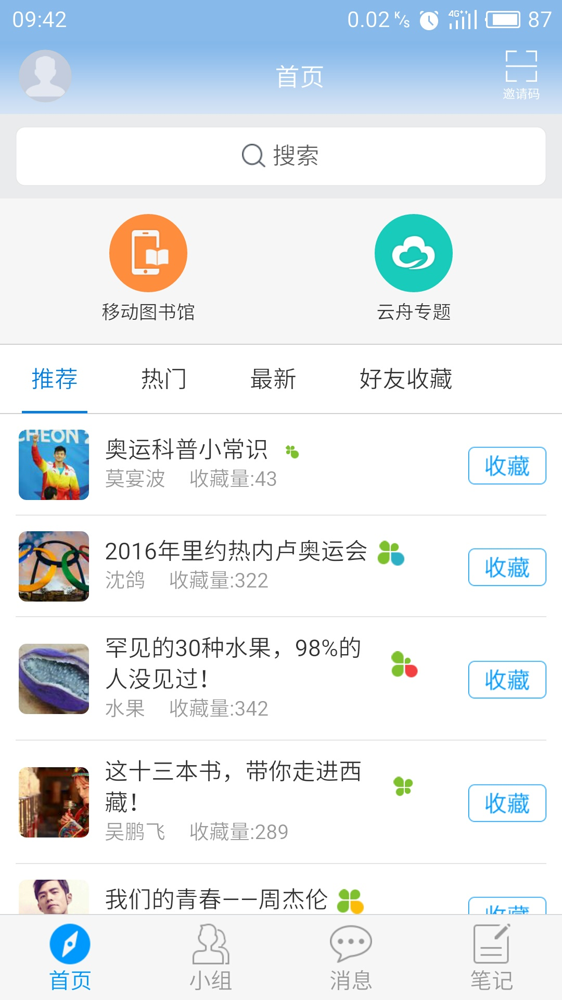 09:42
0.02 K/s 4G++ 87
首页
邀请码
搜索
移动图书馆
云舟专题
推荐
热门
最新
好友收藏
CHEON 2
奥运科普小常识
莫宴波 收藏量:43
收藏
2016年里约热内卢奥运会
沈鸽 收藏量:322
收藏
罕见的30种水果，98%的
人没见过！
水果 收藏量:342
收藏
这十三本书，带你走进西
藏！
吴鹏飞 收藏量:289
收藏
我们的青春——周杰伦
收藏
首页
小组
消息
笔记